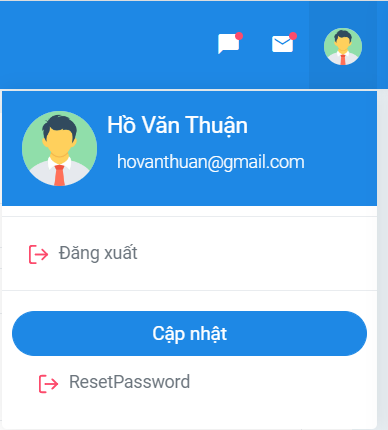 Hồ Văn Thuận
hovanthuan@gmail.com
Đăng xuất
Cập nhật
ResetPassword